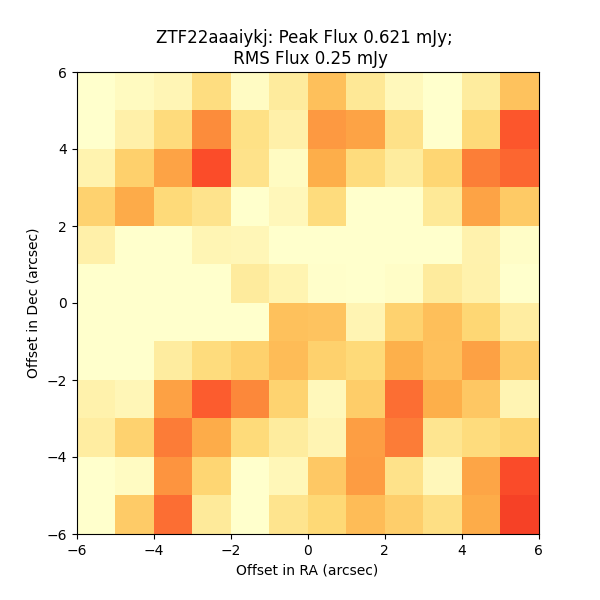 ZTF22aaaiykj: Peak Flux 0.621 mJy;
RMS Flux 0.25 mJy
6
4
2
0
−2
−4
−6
Offset in Dec (arcsec)
−6 −4 −2 0 2 4 6
Offset in RA (arcsec)